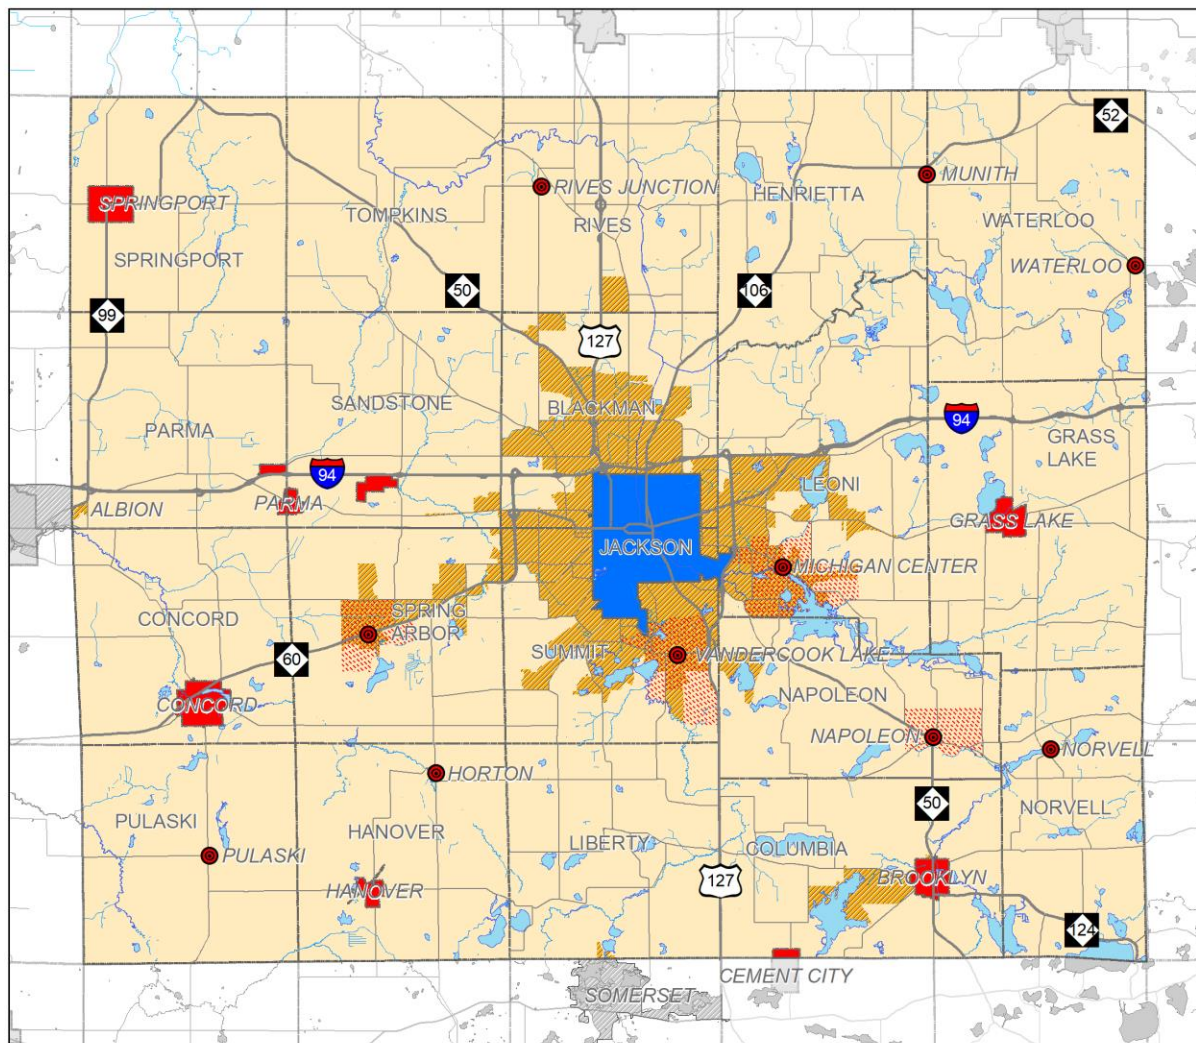 52
MUNITH
RIVES JUNCTION
HENRIETTA
SPRINGPORT
TOMPKINS
RIVES
WATERLOO
SPRINGPORT
WATERLOO
50
106
99
127
SANDSTONE
BLACKMAN
94
PARMA
GRASS
LAKE
94
LEONI
ALBION
PARMA
GRASS LAKE
JACKSON
MICHIGAN CENTER
CONCORD
SPRING
ARBOR
SUMMIT
VANDERCOOK LAKE
60
CONCORD
NAPOLEON
NAPOLEON
NORVELL
HORTON
50
NORVELL
PULASKI
HANOVER
LIBERTY
COLUMBIA
PULASKI
127
HANOVER
BROOKLYN
124
CEMENT CITY
SOMERSET